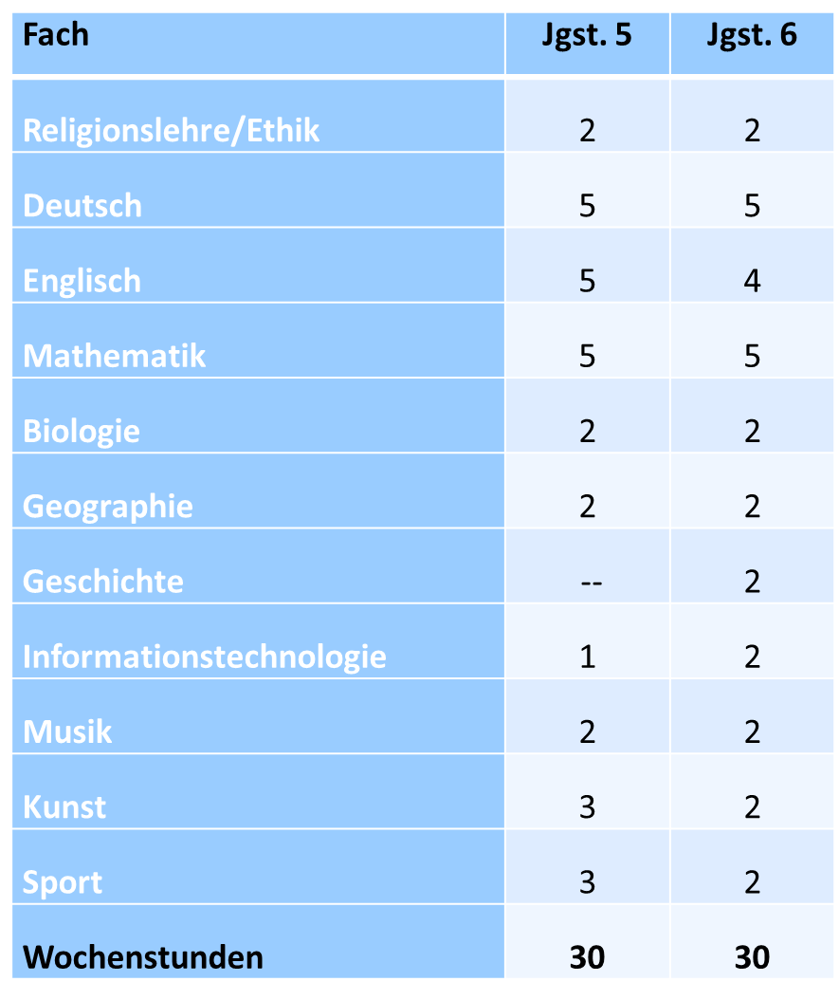 Fach Jgst. 5 Jgst. 6
Religionslehre/Ethik 2 2
Deutsch 5 5
Englisch 5 4
Mathematik 5 5
Biologie 2 2
Geographie 2 2
Geschichte -- 2
Informationstechnologie 1 2
Musik 2 2
Kunst 3 2
Sport 3 2
Wochenstunden 30 30